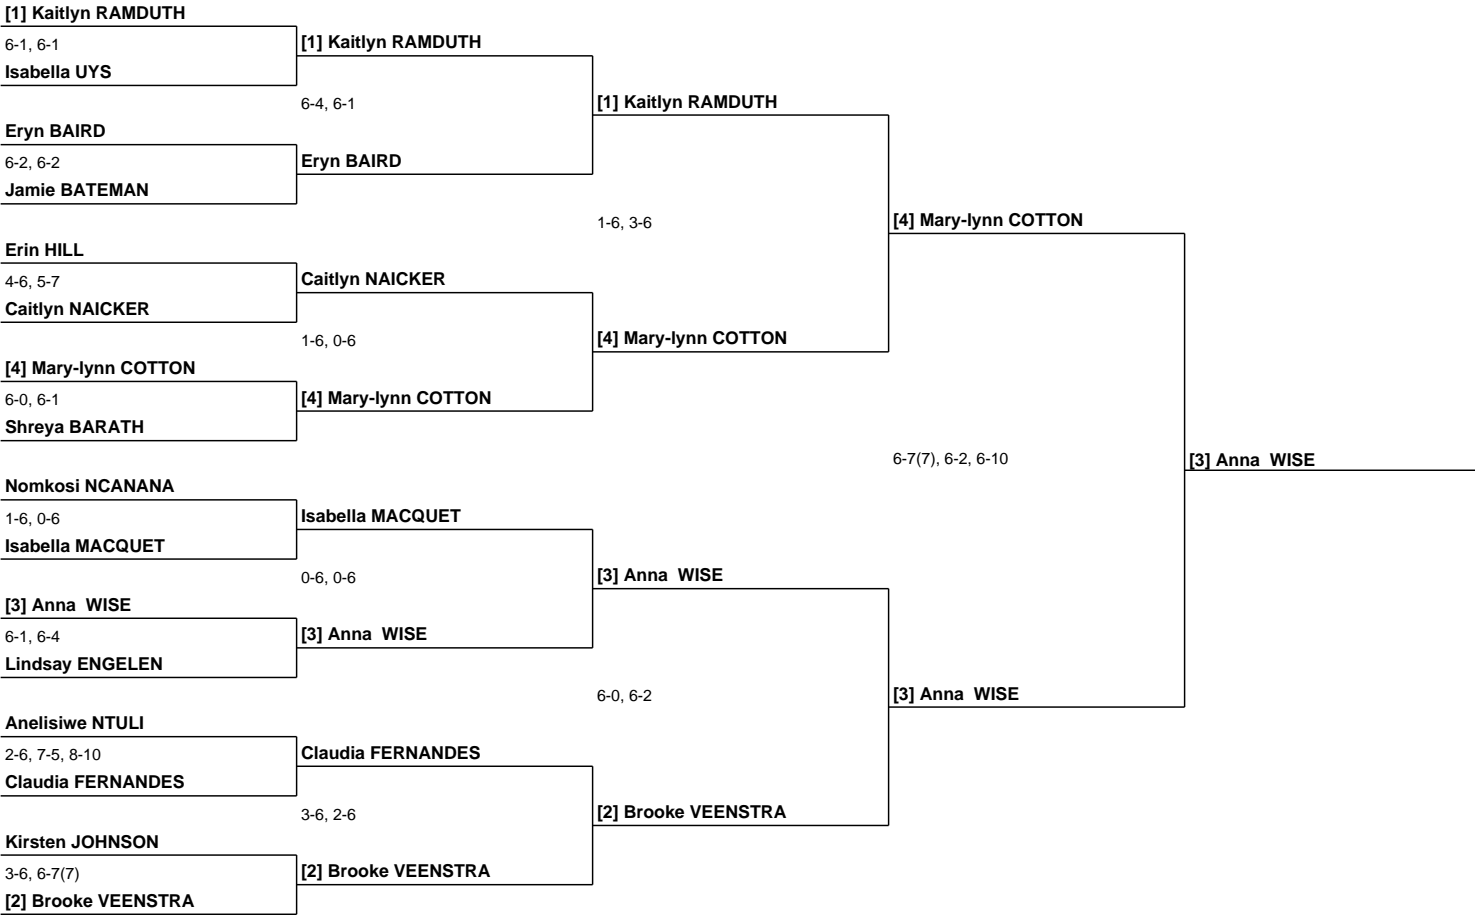 [1] Kaitlyn RAMDUTH
6-1, 6-1
Isabella UYS
Eryn BAIRD
6-2, 6-2
Jamie BATEMAN
Erin HILL
4-6, 5-7
Caitlyn NAICKER
[4] Mary-lynn COTTON
6-0, 6-1
Shreya BARATH
Nomkosi NCANANA
1-6, 0-6
Isabella MACQUET
[3] Anna  WISE
6-1, 6-4
Lindsay ENGELEN
Anelisiwe NTULI
2-6, 7-5, 8-10
Claudia FERNANDES
Kirsten JOHNSON
3-6, 6-7(7)
[2] Brooke VEENSTRA
[1] Kaitlyn RAMDUTH
6-4, 6-1
Eryn BAIRD
Caitlyn NAICKER
1-6, 0-6
[4] Mary-lynn COTTON
Isabella MACQUET
0-6, 0-6
[3] Anna  WISE
Claudia FERNANDES
3-6, 2-6
[2] Brooke VEENSTRA
[1] Kaitlyn RAMDUTH
1-6, 3-6
[4] Mary-lynn COTTON
[3] Anna  WISE
6-0, 6-2
[2] Brooke VEENSTRA
[4] Mary-lynn COTTON
6-7(7), 6-2, 6-10
[3] Anna  WISE
[3] Anna  WISE